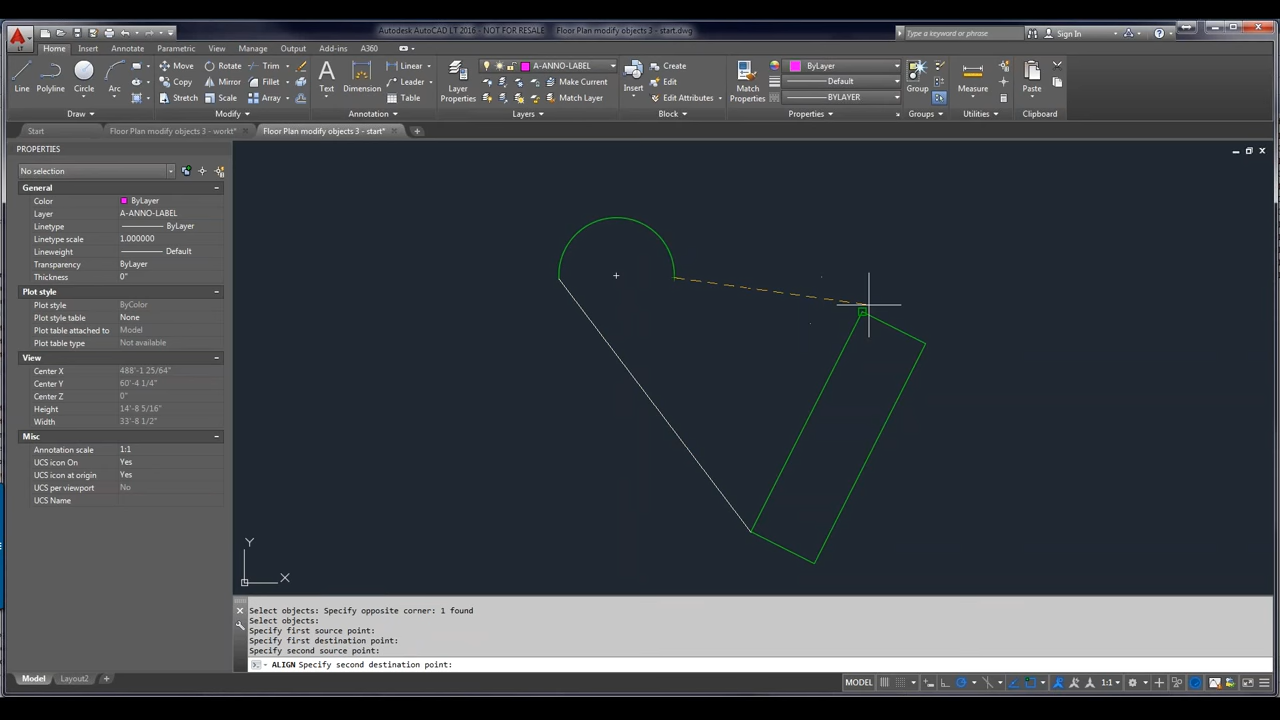 Autodesk AutoCAD LT 2016 - NOT FOR RESALE Floor Plan modify objects 3 - start.dwg
Type a keyword or phrase
Sign In
LT
Home Insert Annotate Parametric View Manage Output Add-ins A360
Line Polyline Circle Arc
Move Rotate Trim
Copy Mirror Fillet
Stretch Scale Array
Text Dimension
Linear
Leader
Table
Layer Properties
A-ANNO-LABEL
Make Current
Match Layer
Insert
Create
Edit
Edit Attributes
Match Properties
ByLayer
Default
BYLAYER
Group
Measure
Paste
Draw Modify Annotation Layers Block Properties Groups Utilities Clipboard
Start Floor Plan modify objects 3 - workt* Floor Plan modify objects 3 - start*
PROPERTIES
No selection
General
Color ByLayer
Layer A-ANNO-LABEL
Linetype ByLayer
Linetype scale 1.000000
Lineweight Default
Transparency ByLayer
Thickness 0"
Plot style
Plot style ByColor
Plot style table None
Plot table attached to Model
Plot table type Not available
View
Center X 488'-1 25/64"
Center Y 60'-4 1/4"
Center Z 0"
Height 14'-8 5/16"
Width 33'-8 1/2"
Misc
Annotation scale 1:1
UCS icon On Yes
UCS icon at origin Yes
UCS per viewport No
UCS Name
Y
X
Select objects: Specify opposite corner: 1 found
Select objects:
Specify first source point:
Specify first destination point:
Specify second source point:
ALIGN Specify second destination point:
Model Layout2
MODEL 1:1